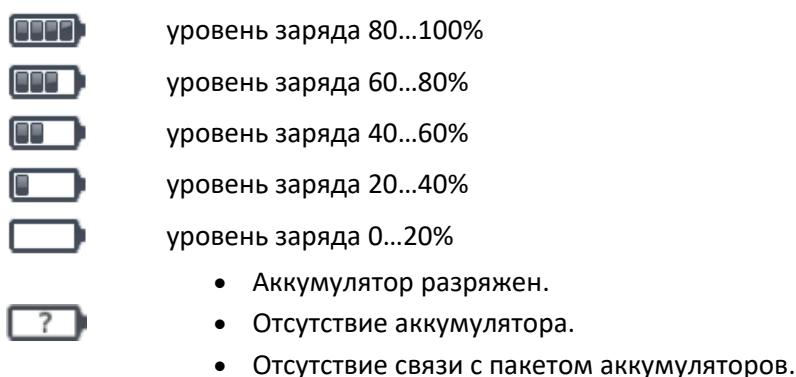 уровень заряда 80…100%
уровень заряда 60…80%
уровень заряда 40…60%
уровень заряда 20…40%
уровень заряда 0…20%
• Аккумулятор разряжен.
? • Отсутствие аккумулятора.
• Отсутствие связи с пакетом аккумуляторов.